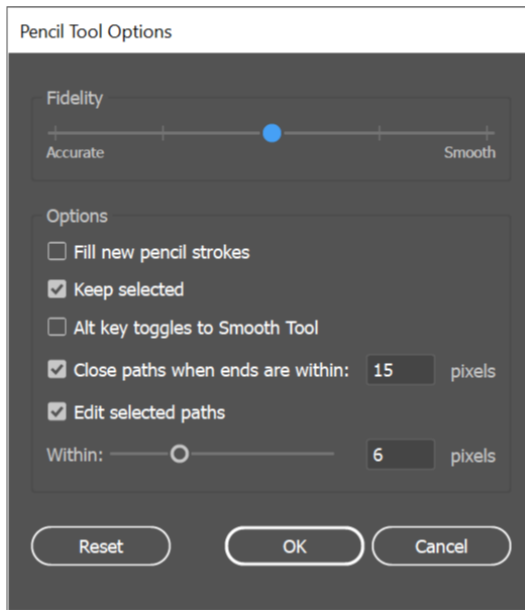 Pencil Tool Options
Fidelity
Accurate Smooth
Options
Fill new pencil strokes
Keep selected
Alt key toggles to Smooth Tool
Close paths when ends are within: 15 pixels
Edit selected paths
Within: 6 pixels
Reset OK Cancel